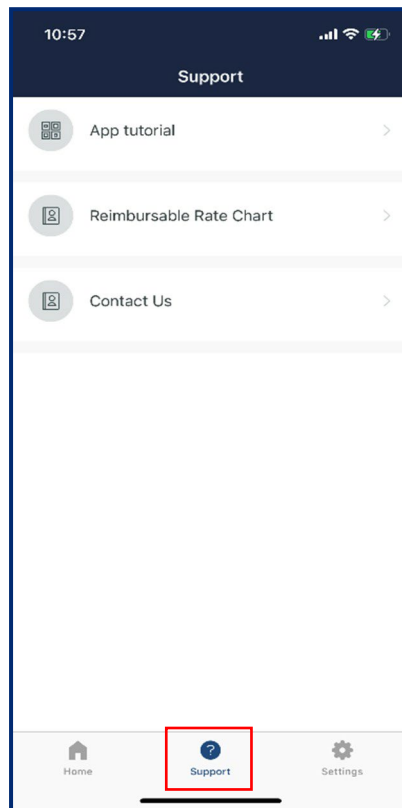 10:57
Support
App tutorial
Reimbursable Rate Chart
Contact Us
?
Home
Support
Settings